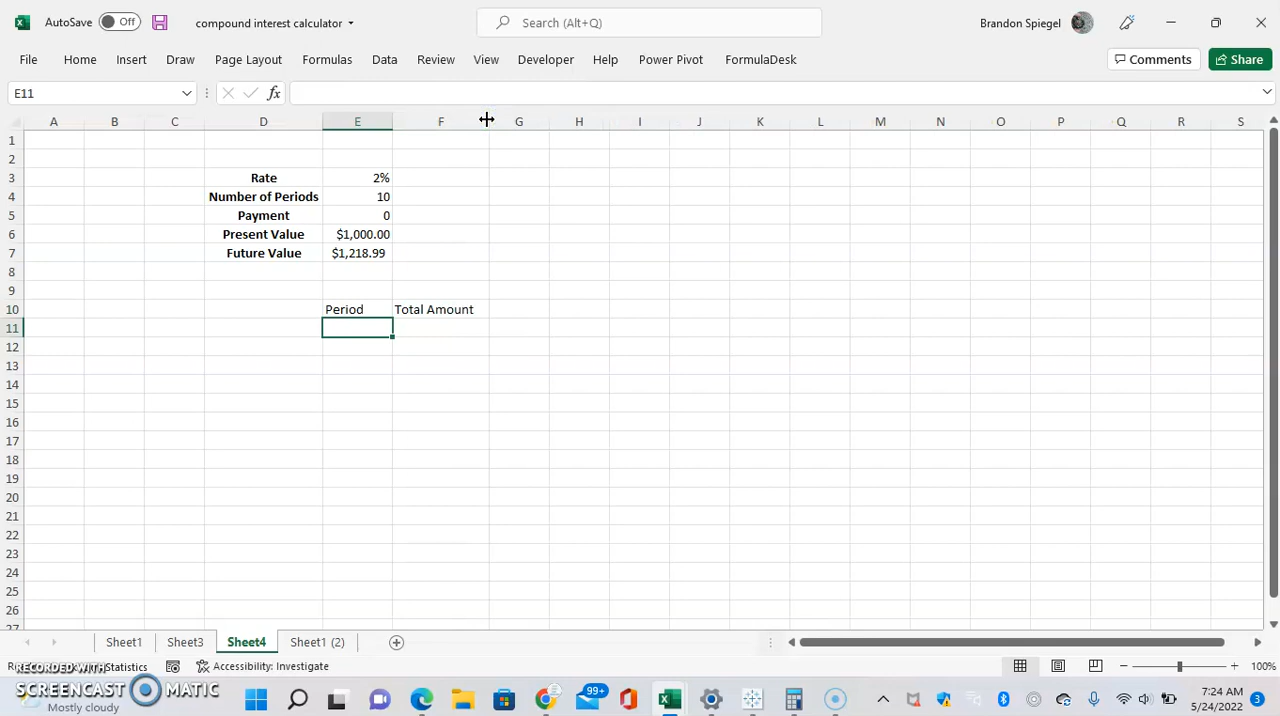 AutoSave Off compound interest calculator Search (Alt+Q) Brandon Spiegel
File Home Insert Draw Page Layout Formulas Data Review View Developer Help Power Pivot FormulaDesk Comments Share
E11 fx
A B C D E F G H I J K L M N O P Q R S
1
2
3 Rate 2%
4 Number of Periods 10
5 Payment 0
6 Present Value $1,000.00
7 Future Value $1,218.99
8
9
10 Period Total Amount
11
12
13
14
15
16
17
18
19
20
21
22
23
24
25
26
27
Sheet1 Sheet3 Sheet4 Sheet1 (2)
RECORDED WITH Statistics Accessibility: Investigate 100%
SCREENCAST MATIC
Mostly cloudy 99+ 7:24 AM 3
5/24/2022